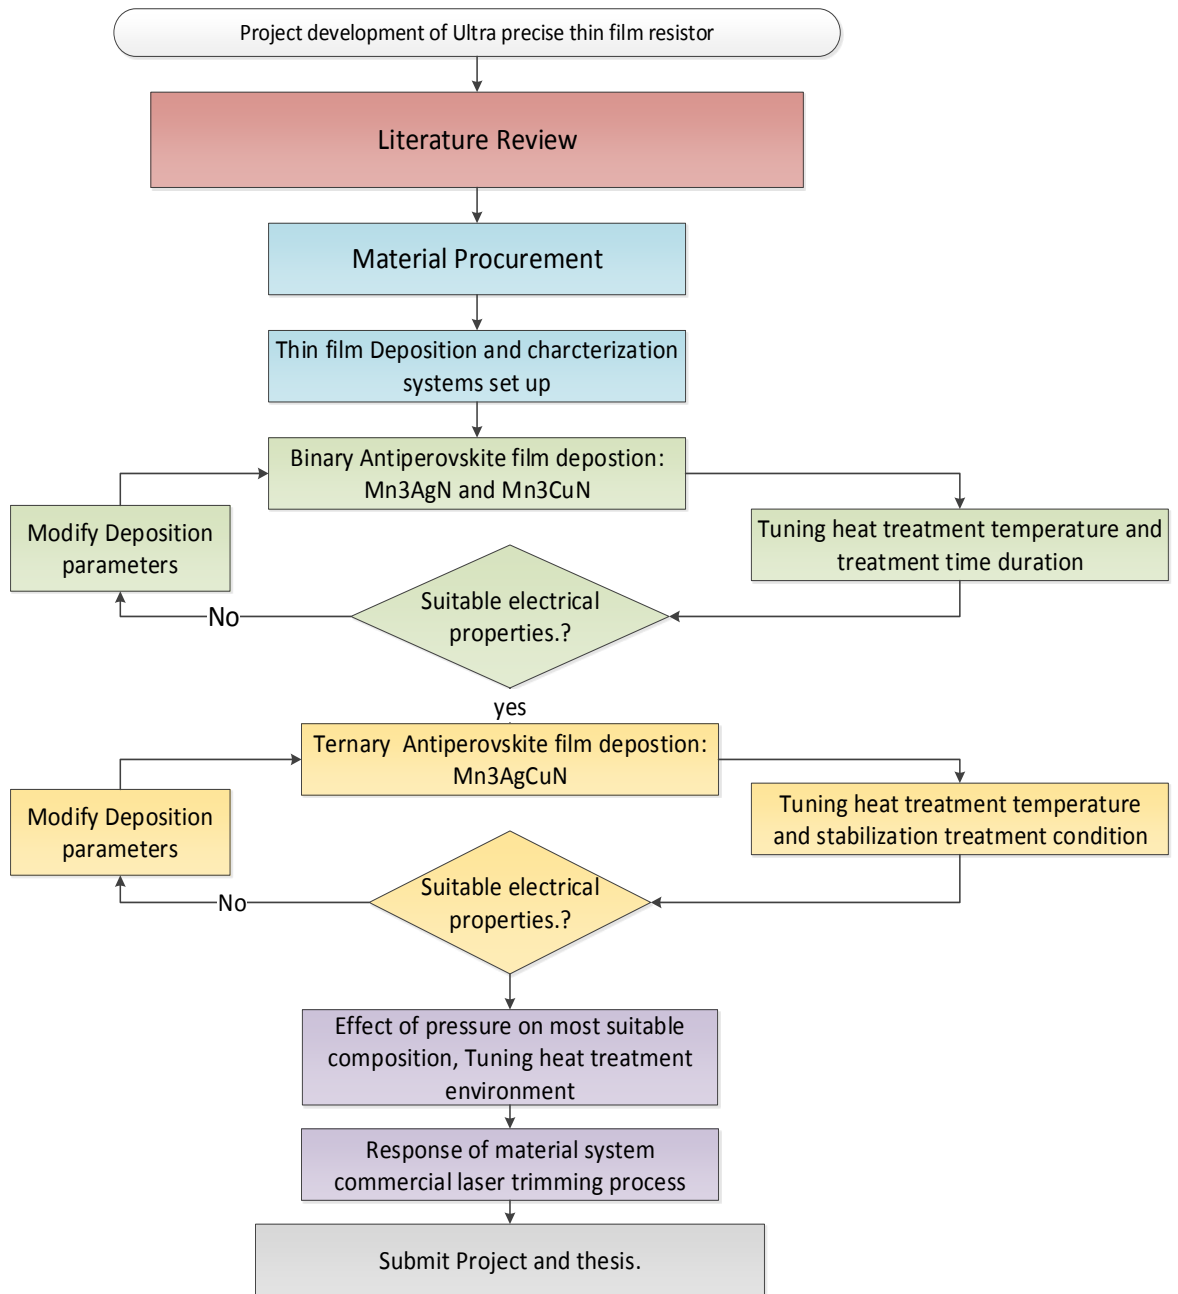 Project development of Ultra precise thin film resistor
Literature Review
Material Procurement
Thin film Deposition and charcterization
systems set up
Binary Antiperovskite film depostion:
Mn3AgN and Mn3CuN
Modify Deposition
parameters
Tuning heat treatment temperature and
treatment time duration
Suitable electrical
properties.?
No
yes
Ternary Antiperovskite film depostion:
Mn3AgCuN
Modify Deposition
parameters
Tuning heat treatment temperature
and stabilization treatment condition
Suitable electrical
properties.?
No
Effect of pressure on most suitable
composition, Tuning heat treatment
environment
Response of material system
commercial laser trimming process
Submit Project and thesis.